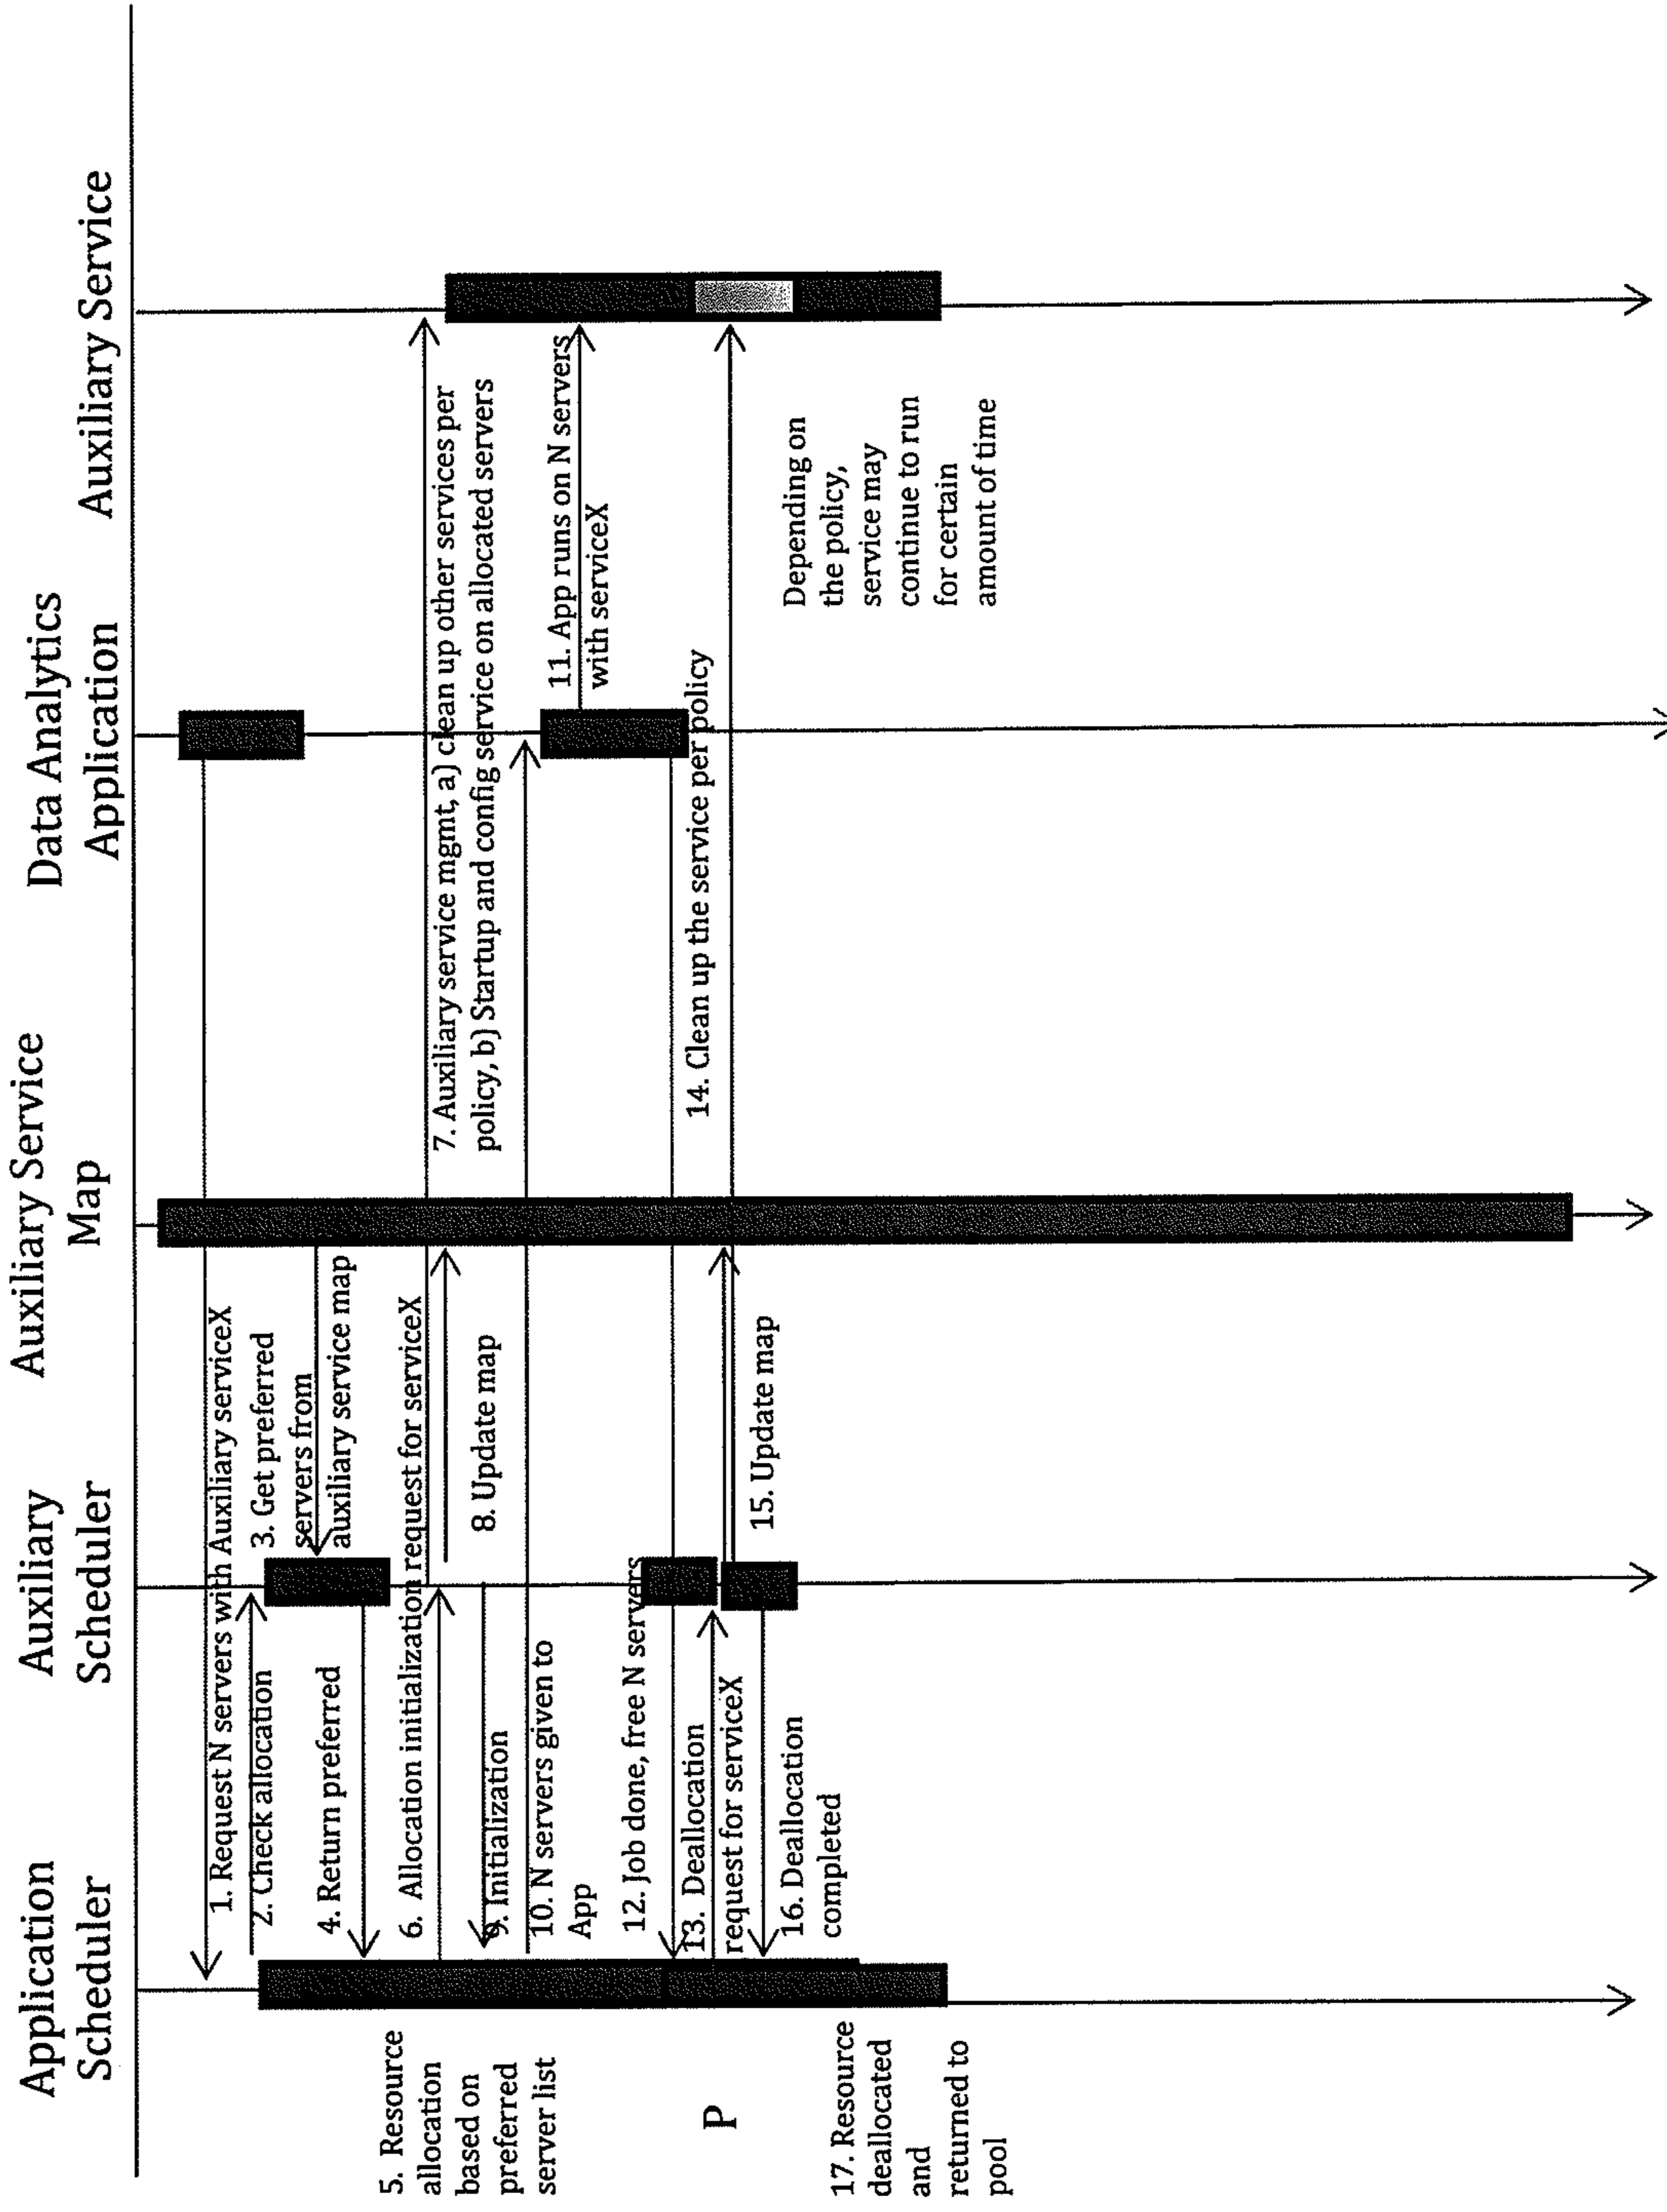 Application
Scheduler
Auxiliary
Scheduler
Auxiliary Service
Map
Data Analytics
Application
Auxiliary Service
1. Request N servers with Auxiliary serviceX
2. Check allocation
3. Get preferred
servers from
auxiliary service map
4. Return preferred
5. Resource
allocation
based on
preferred
server list
6. Allocation initialization request for serviceX
7. Auxiliary service mgmt, a) clean up other services per
policy, b) Startup and config service on allocated servers
8. Update map
9. Initialization
10. N servers given to
App
11. App runs on N servers
with serviceX
12. Job done, free N servers
13. Deallocation
request for serviceX
14. Clean up the service per policy
15. Update map
16. Deallocation
completed
Depending on
the policy,
service may
continue to run
for certain
amount of time
P
17. Resource
deallocated
and
returned to
pool